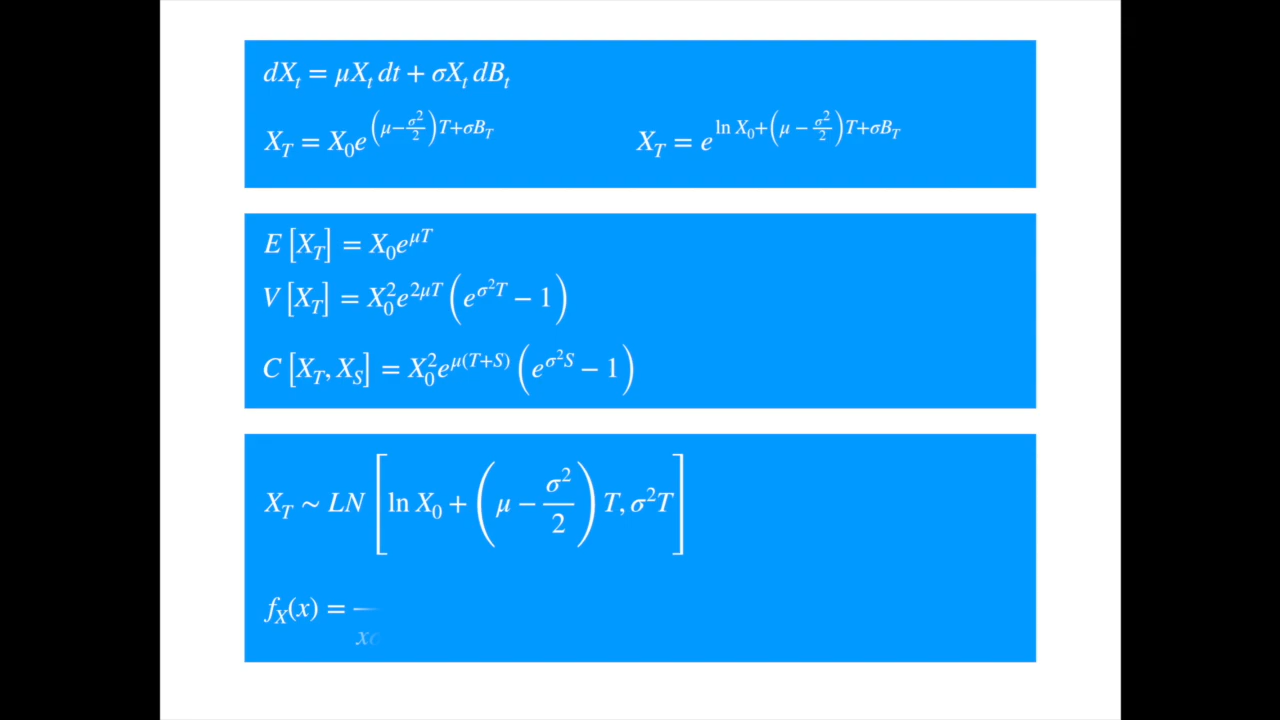 dX_t = μX_t dt + σX_t dB_t
X_T = X_0 e^{(μ−σ²/2)T+σB_T} X_T = e^{ln X_0+(μ − σ²/2)T+σB_T}
E[X_T] = X_0 e^{μT}
V[X_T] = X_0² e^{2μT} (e^{σ²T} − 1)
C[X_T, X_S] = X_0² e^{μ(T+S)} (e^{σ²S} − 1)
X_T ~ LN [ln X_0 + (μ − σ²/2) T, σ²T]
f_X(x) =
x